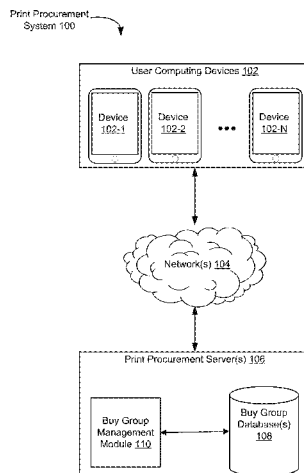 Print Procurement
System 100
User Computing Devices 102
Device
102-1
Device
102-2
•••
Device
102-N
Network(s) 104
Print Procurement Server(s) 106
Buy Group
Management
Module
110
Buy Group
Database(s)
108